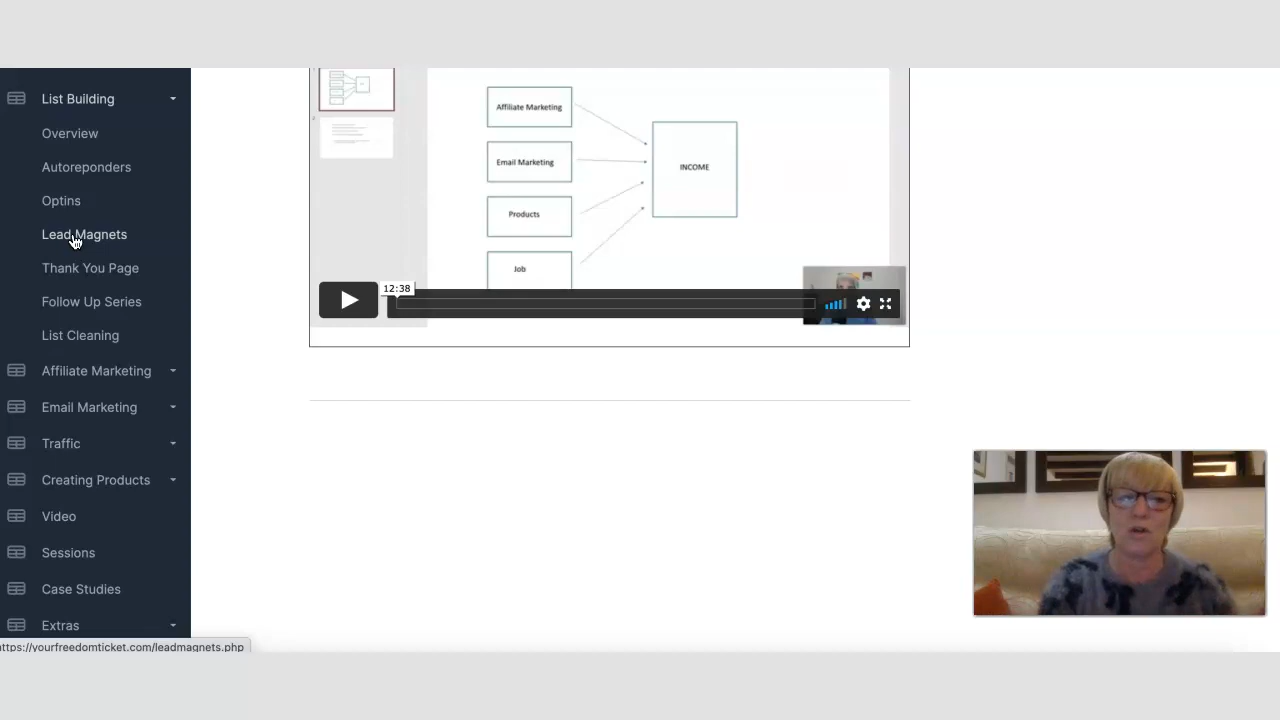 List Building
Overview
Autoreponders
Optins
Lead Magnets
Thank You Page
Follow Up Series
List Cleaning
Affiliate Marketing
Email Marketing
Traffic
Creating Products
Video
Sessions
Case Studies
Extras
https://yourfreedomticket.com/leadmagnets.php
Affiliate Marketing
Email Marketing
Products
Job
INCOME
12:38